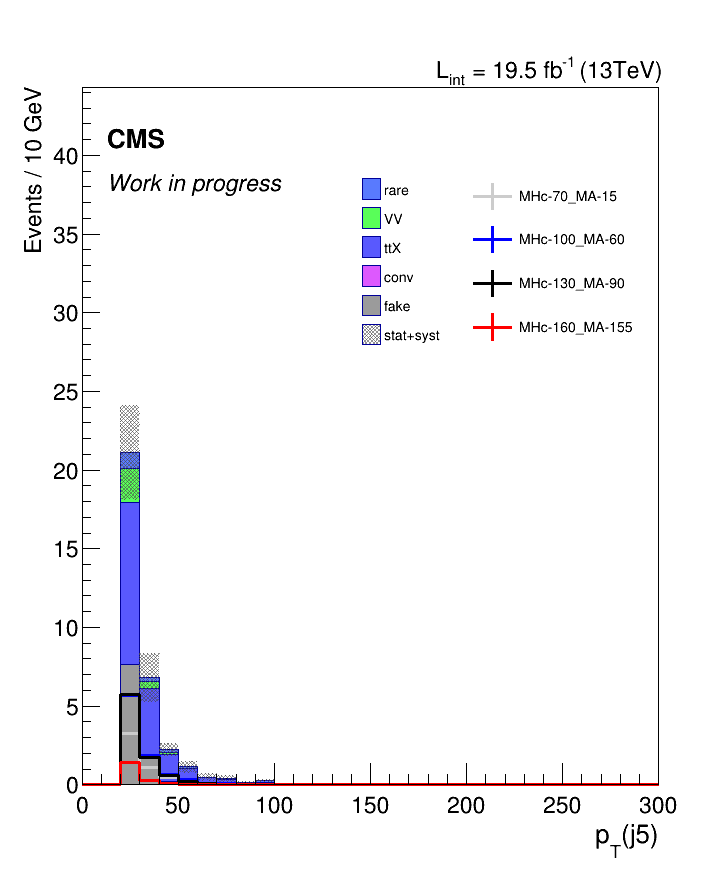 L_int = 19.5 fb^-1 (13TeV)
Events / 10 GeV
CMS
Work in progress
rare
VV
ttX
conv
fake
stat+syst
MHc-70_MA-15
MHc-100_MA-60
MHc-130_MA-90
MHc-160_MA-155
40
35
30
25
20
15
10
5
0
0 50 100 150 200 250 300
p_T(j5)